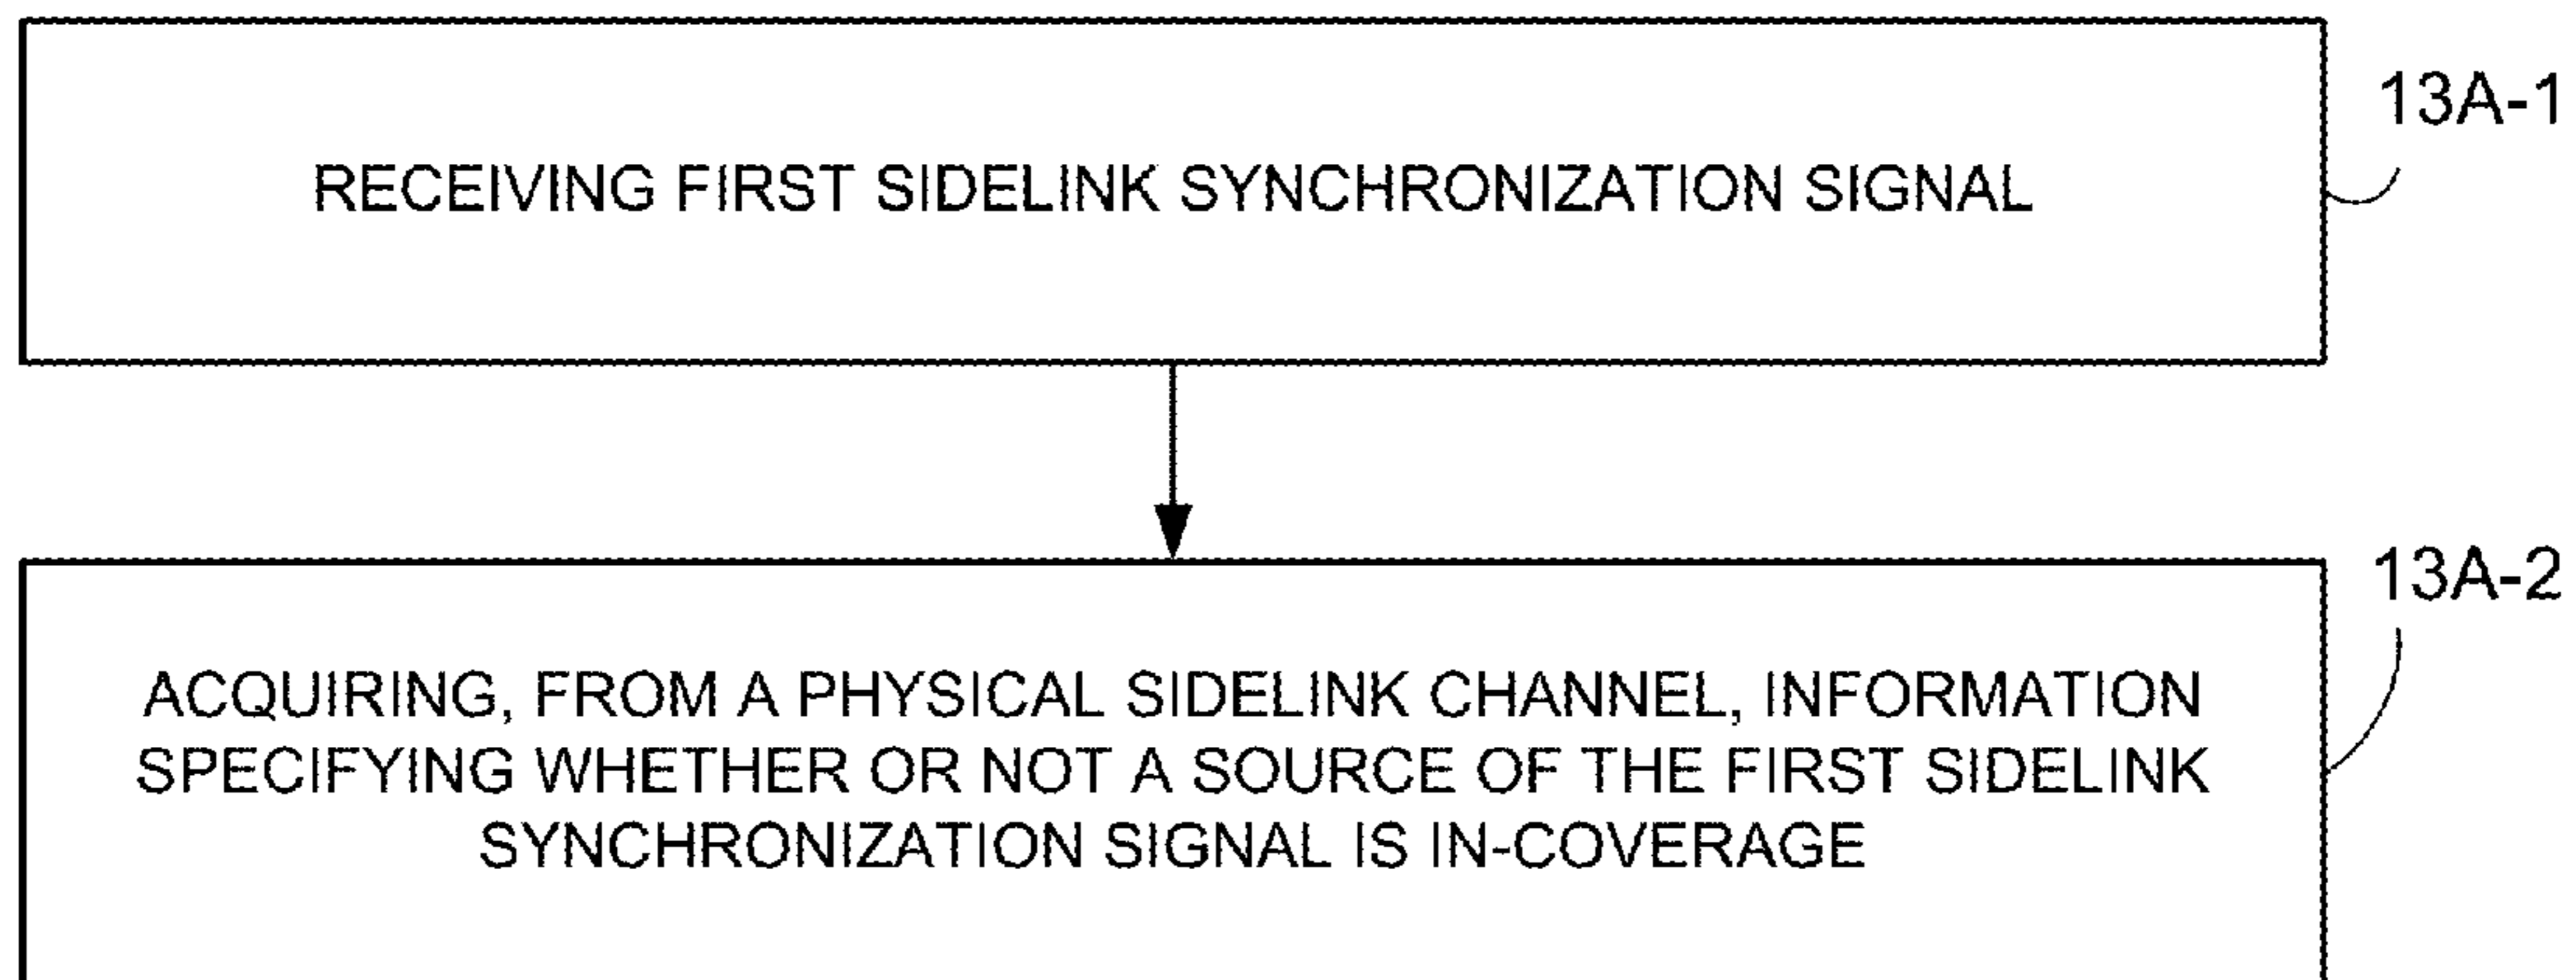 RECEIVING FIRST SIDELINK SYNCHRONIZATION SIGNAL
13A-1
ACQUIRING, FROM A PHYSICAL SIDELINK CHANNEL, INFORMATION
SPECIFYING WHETHER OR NOT A SOURCE OF THE FIRST SIDELINK
SYNCHRONIZATION SIGNAL IS IN-COVERAGE
13A-2